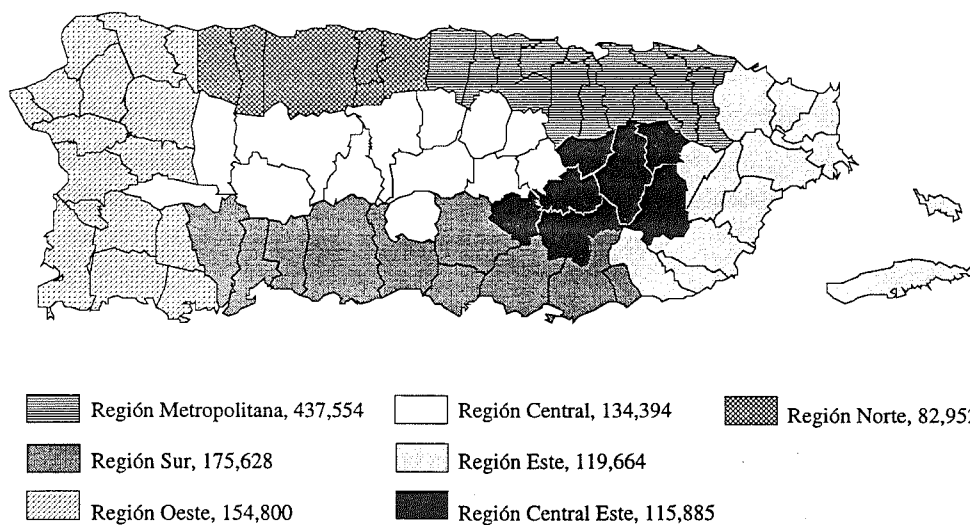 Región Metropolitana, 437,554
Región Central, 134,394
Región Norte, 82,952
Región Sur, 175,628
Región Este, 119,664
Región Oeste, 154,800
Región Central Este, 115,885